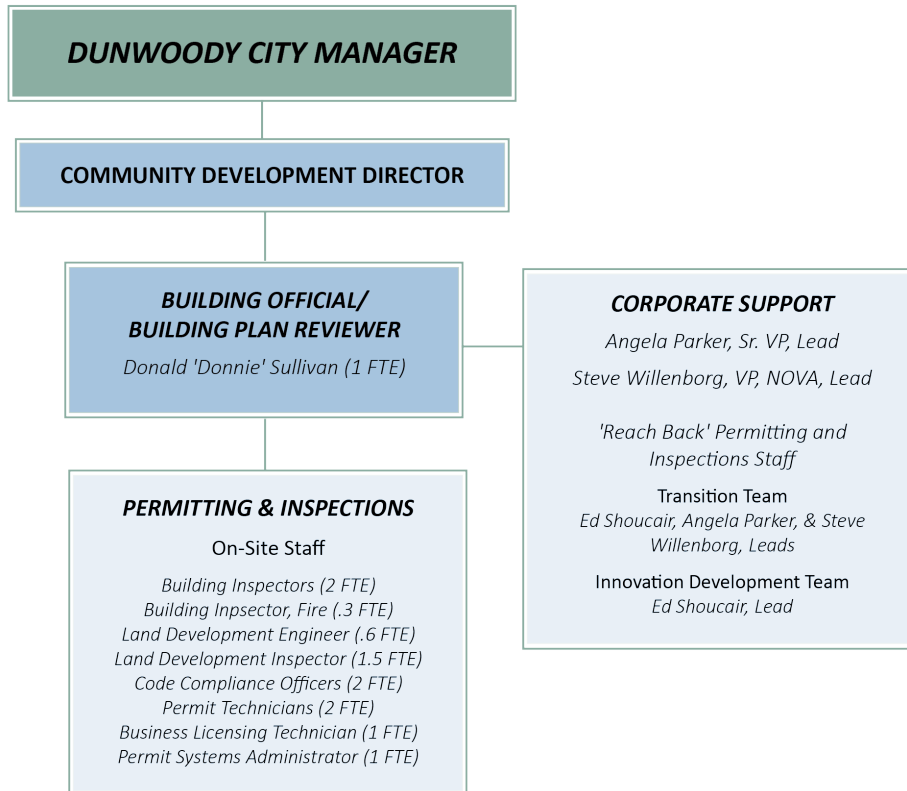 DUNWOODY CITY MANAGER
COMMUNITY DEVELOPMENT DIRECTOR
BUILDING OFFICIAL/
BUILDING PLAN REVIEWER
Donald 'Donnie' Sullivan (1 FTE)
CORPORATE SUPPORT
Angela Parker, Sr. VP, Lead
Steve Willenborg, VP, NOVA, Lead
'Reach Back' Permitting and
Inspections Staff
Transition Team
Ed Shoucair, Angela Parker, & Steve
Willenborg, Leads
Innovation Development Team
Ed Shoucair, Lead
PERMITTING & INSPECTIONS
On-Site Staff
Building Inspectors (2 FTE)
Building Inpsector, Fire (.3 FTE)
Land Development Engineer (.6 FTE)
Land Development Inspector (1.5 FTE)
Code Compliance Officers (2 FTE)
Permit Technicians (2 FTE)
Business Licensing Technician (1 FTE)
Permit Systems Administrator (1 FTE)